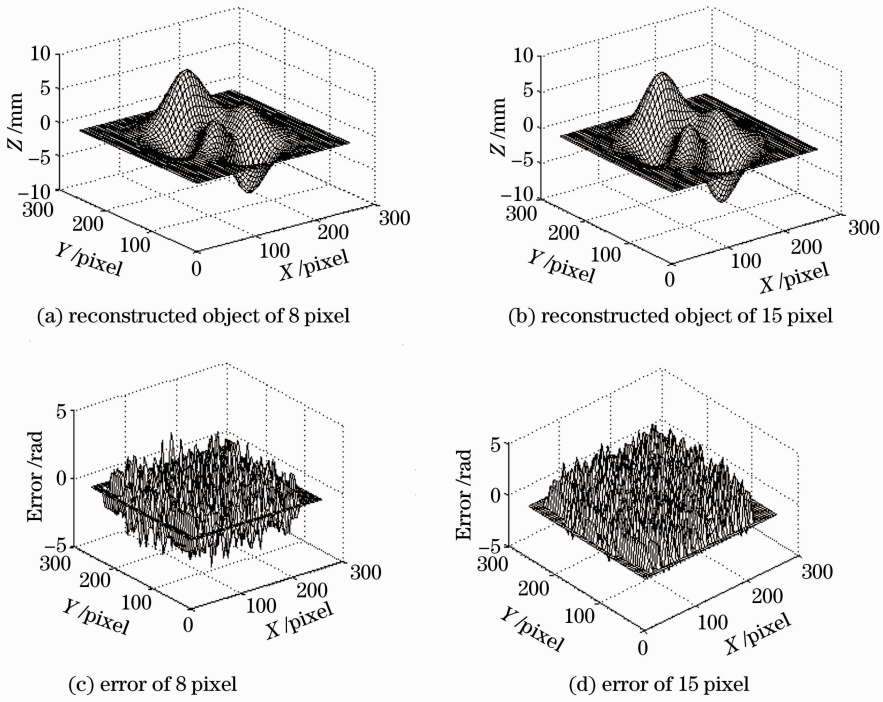 10
5
0
−5
−10
Z /mm
300
200
100
0
Y /pixel
100
200
300
X /pixel
(a) reconstructed object of 8 pixel
10
5
0
−5
−10
Z /mm
300
200
100
0
Y /pixel
100
200
300
X /pixel
(b) reconstructed object of 15 pixel
5
0
−5
Error /rad
300
200
100
0
Y /pixel
100
200
300
X /pixel
(c) error of 8 pixel
5
0
−5
Error /rad
300
200
100
0
Y /pixel
100
200
300
X /pixel
(d) error of 15 pixel